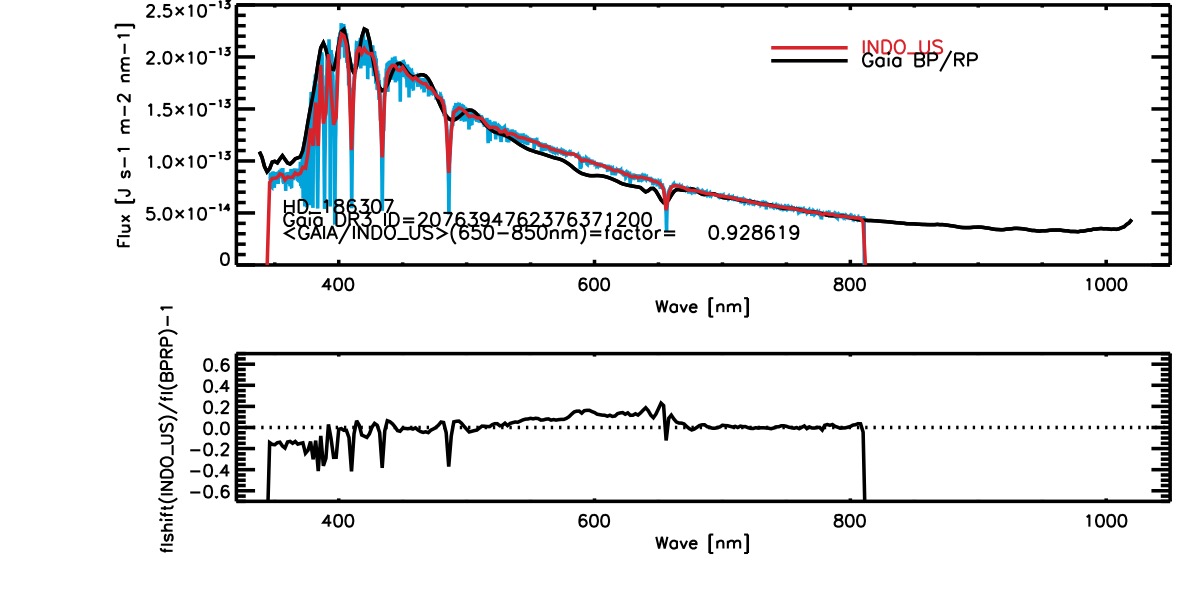 2.5×10−13
2.0×10−13
1.5×10−13
1.0×10−13
5.0×10−14
0
Flux [J s−1 m−2 nm−1]
INDO_US
Gaia BP/RP
HD_186307
Gaia DR3 ID=2076394762376371200
<GAIA/INDO_US>(650−850nm)=factor= 0.928619
400 600 800 1000
Wave [nm]
flshift(INDO_US)/fl(BPRP)−1
0.6
0.4
0.2
0.0
−0.2
−0.4
−0.6
400 600 800 1000
Wave [nm]